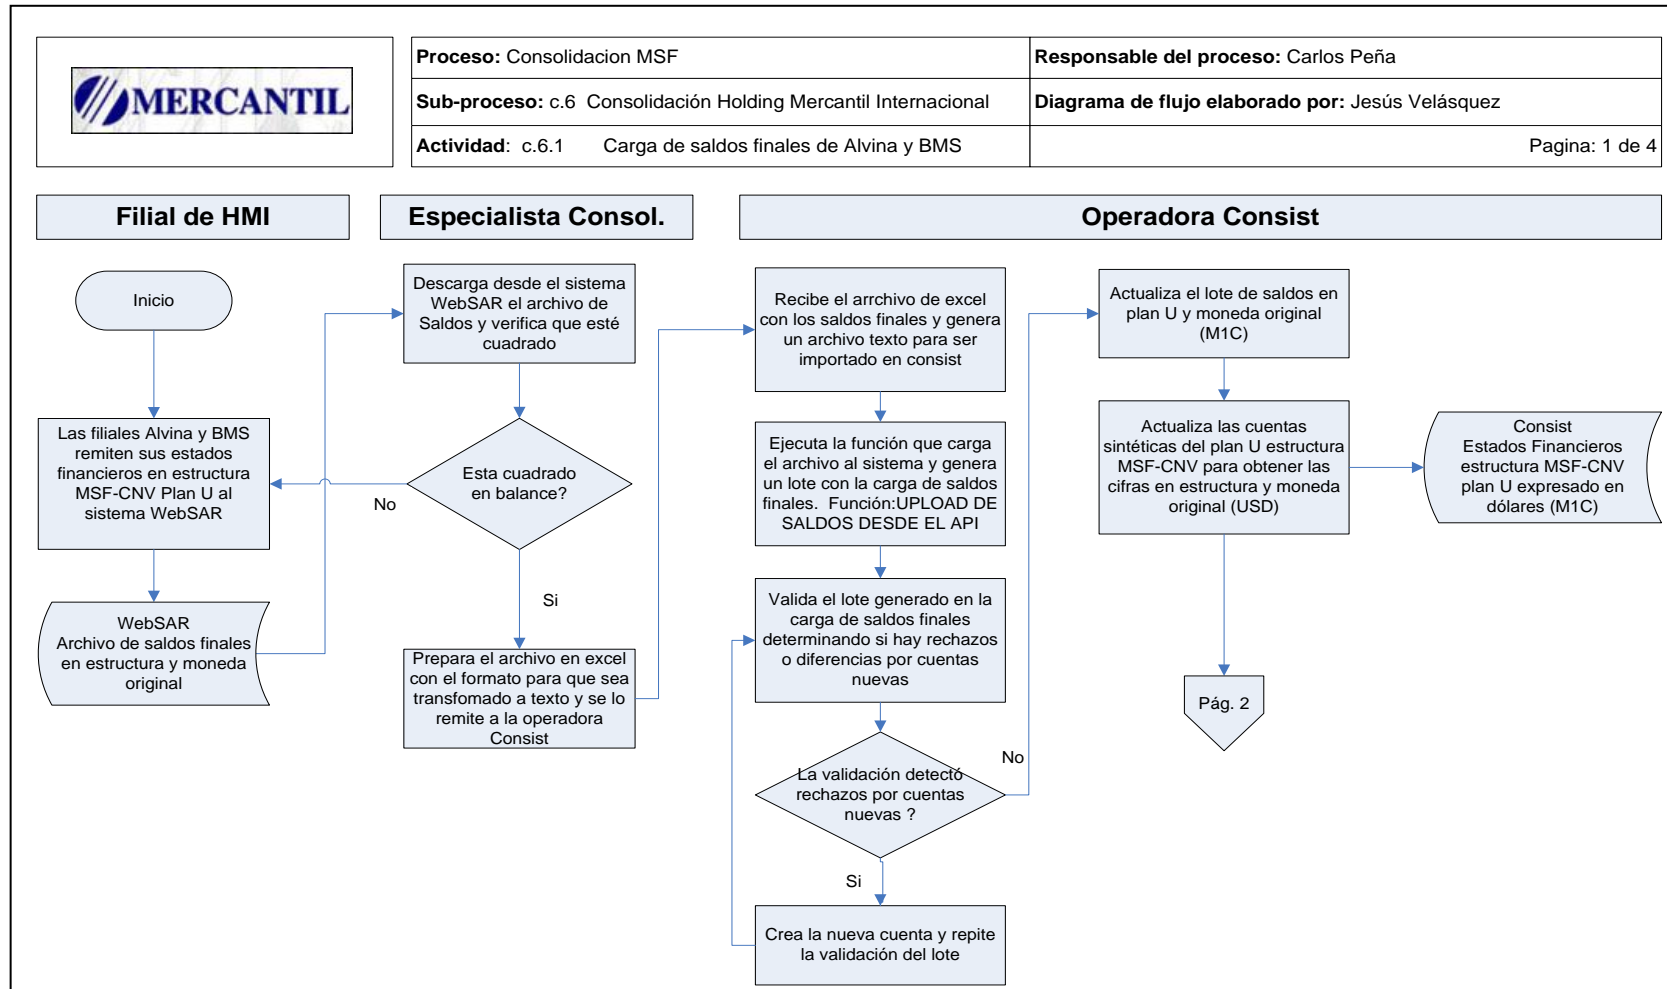 MERCANTIL
Proceso: Consolidacion MSF
Responsable del proceso: Carlos Peña
Sub-proceso: c.6 Consolidación Holding Mercantil Internacional
Diagrama de flujo elaborado por: Jesús Velásquez
Actividad: c.6.1 Carga de saldos finales de Alvina y BMS
Pagina: 1 de 4
Filial de HMI
Especialista Consol.
Operadora Consist
Inicio
Las filiales Alvina y BMS
remiten sus estados
financieros en estructura
MSF-CNV Plan U al
sistema WebSAR
WebSAR
Archivo de saldos finales
en estructura y moneda
original
Descarga desde el sistema
WebSAR el archivo de
Saldos y verifica que esté
cuadrado
Esta cuadrado
en balance?
No
Si
Prepara el archivo en excel
con el formato para que sea
transfomado a texto y se lo
remite a la operadora
Consist
Recibe el arrchivo de excel
con los saldos finales y genera
un archivo texto para ser
importado en consist
Ejecuta la función que carga
el archivo al sistema y genera
un lote con la carga de saldos
finales. Función:UPLOAD DE
SALDOS DESDE EL API
Valida el lote generado en la
carga de saldos finales
determinando si hay rechazos
o diferencias por cuentas
nuevas
La validación detectó
rechazos por cuentas
nuevas ?
No
Si
Crea la nueva cuenta y repite
la validación del lote
Actualiza el lote de saldos en
plan U y moneda original
(M1C)
Actualiza las cuentas
sintéticas del plan U estructura
MSF-CNV para obtener las
cifras en estructura y moneda
original (USD)
Consist
Estados Financieros
estructura MSF-CNV
plan U expresado en
dólares (M1C)
Pág. 2